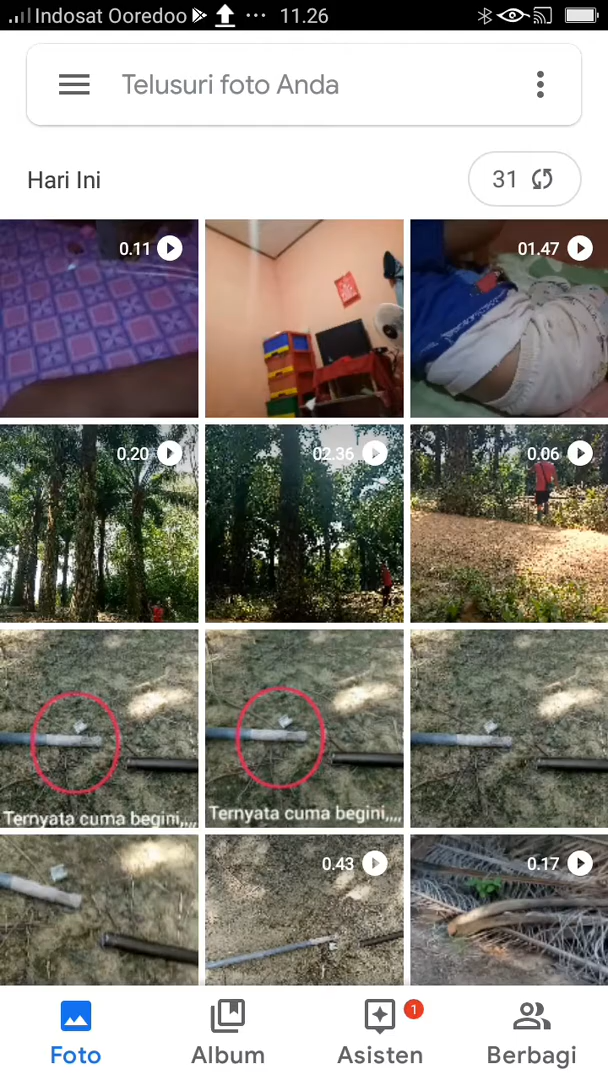 Indosat Ooredoo 11.26
Telusuri foto Anda
Hari Ini
31
0.11
01.47
0.20
02.36
0.06
Ternyata cuma begini,,,,
Ternyata cuma begini,,,,
0.43
0.17
1
Foto
Album
Asisten
Berbagi